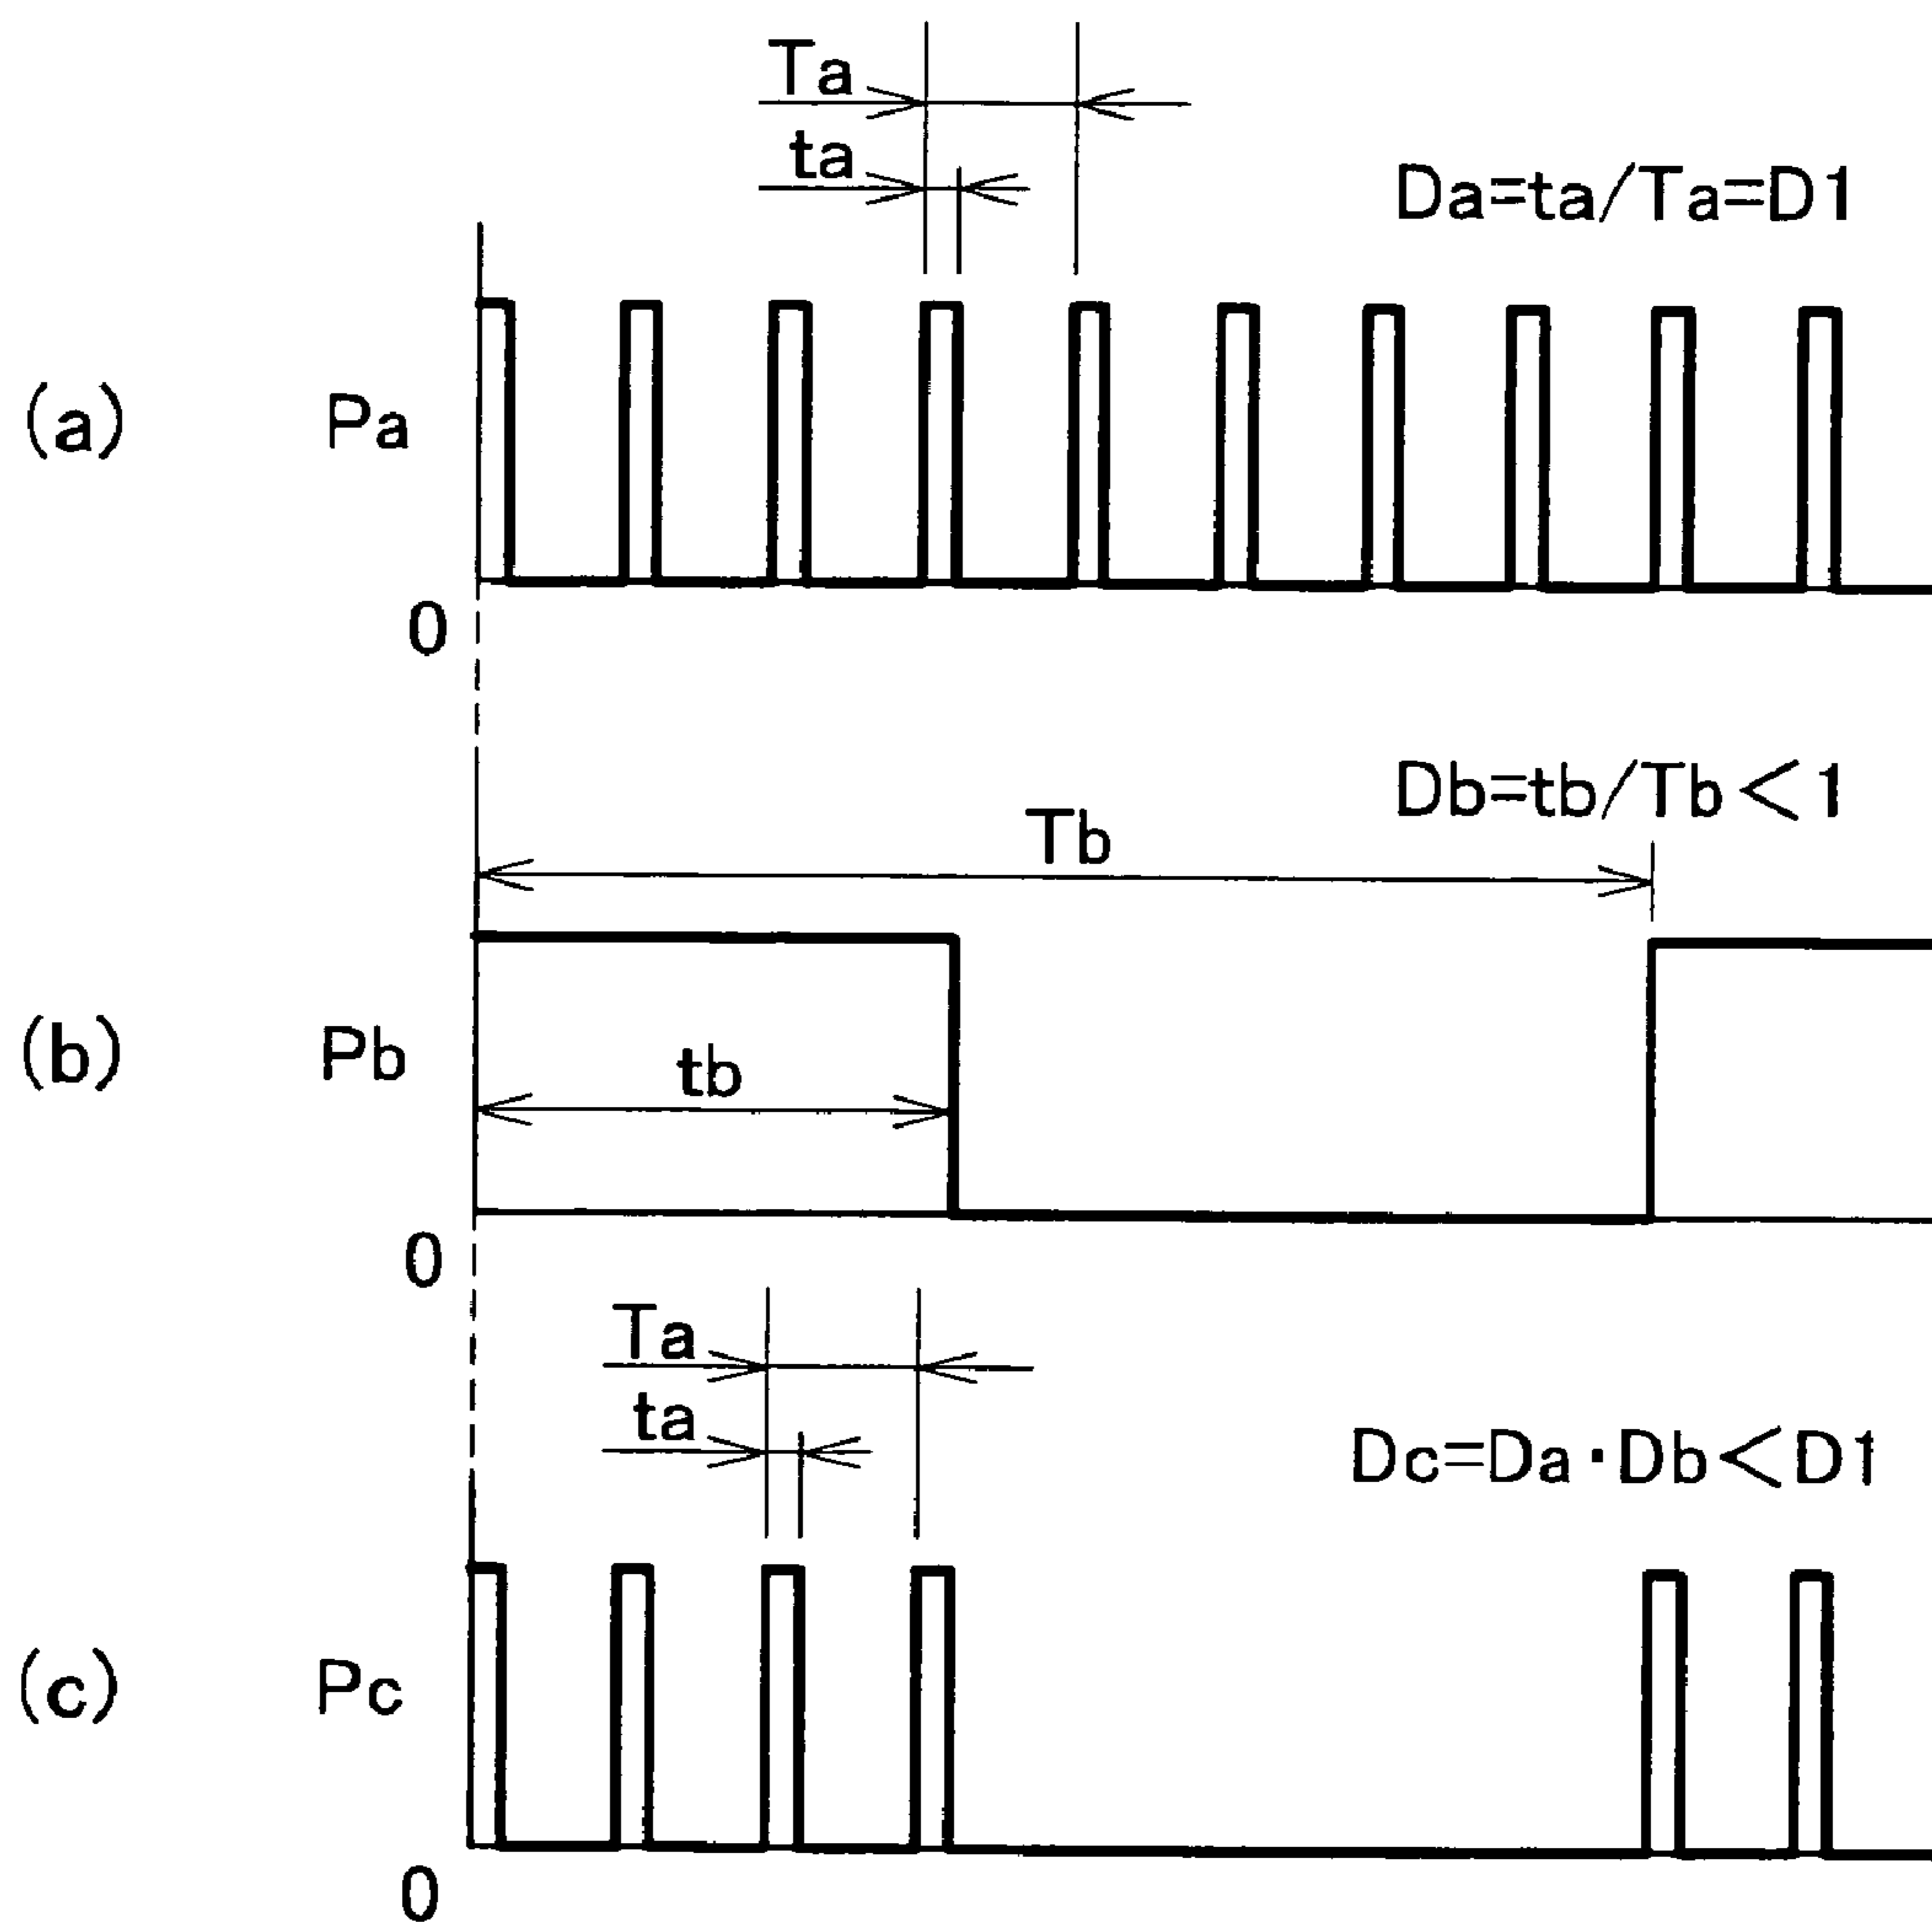 Ta
ta
Da=ta/Ta=D1
(a)
Pa
0
Db=tb/Tb<1
Tb
(b)
Pb
tb
0
Ta
ta
Dc=Da·Db<D1
(c)
Pc
0